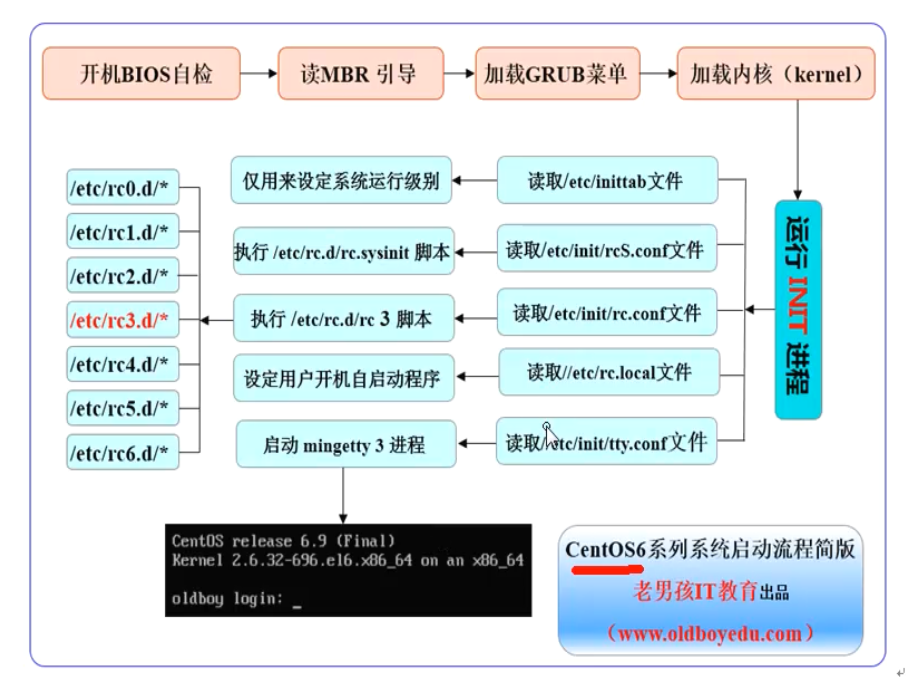 开机BIOS自检
读MBR 引导
加载GRUB菜单
加载内核（kernel）
运行 INIT 进程
读取/etc/inittab文件
仅用来设定系统运行级别
读取/etc/init/rcS.conf文件
执行 /etc/rc.d/rc.sysinit 脚本
读取/etc/init/rc.conf文件
执行 /etc/rc.d/rc 3 脚本
读取//etc/rc.local文件
设定用户开机自启动程序
读取/etc/init/tty.conf文件
启动 mingetty 3 进程
/etc/rc0.d/*
/etc/rc1.d/*
/etc/rc2.d/*
/etc/rc3.d/*
/etc/rc4.d/*
/etc/rc5.d/*
/etc/rc6.d/*
CentOS release 6.9 (Final)
Kernel 2.6.32-696.el6.x86_64 on an x86_64
oldboy login: _
CentOS6系列系统启动流程简版
老男孩IT教育出品
（www.oldboyedu.com）